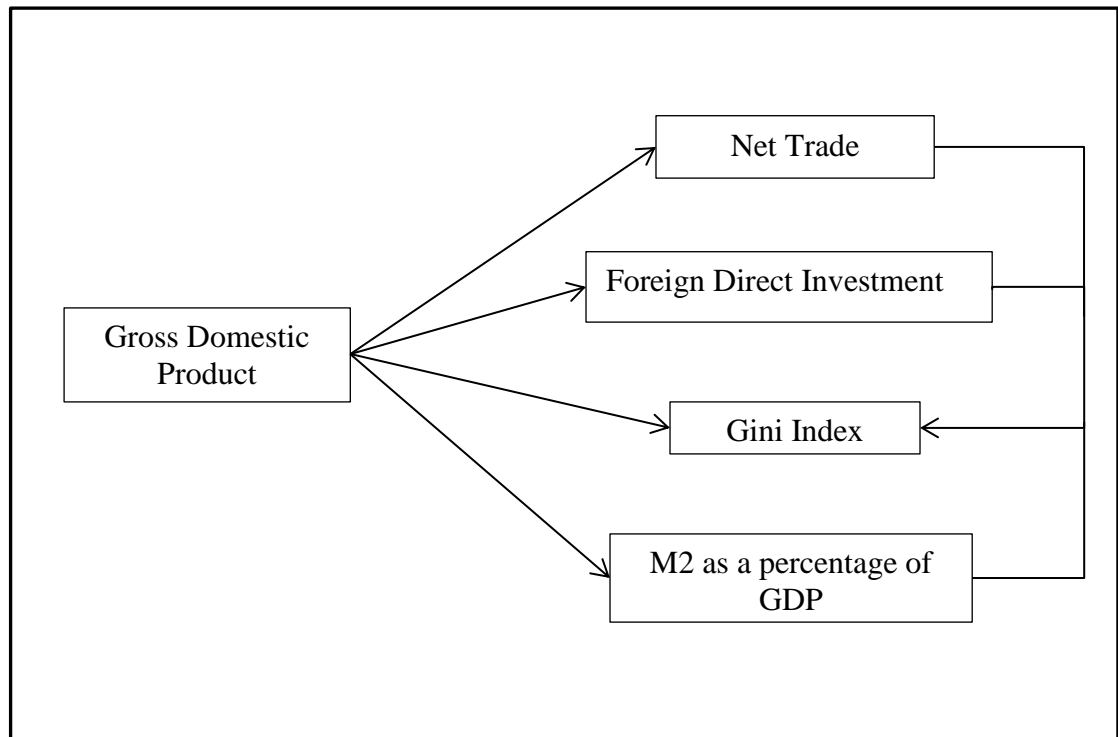 Net Trade
Foreign Direct Investment
Gross Domestic
Product
Gini Index
M2 as a percentage of
GDP